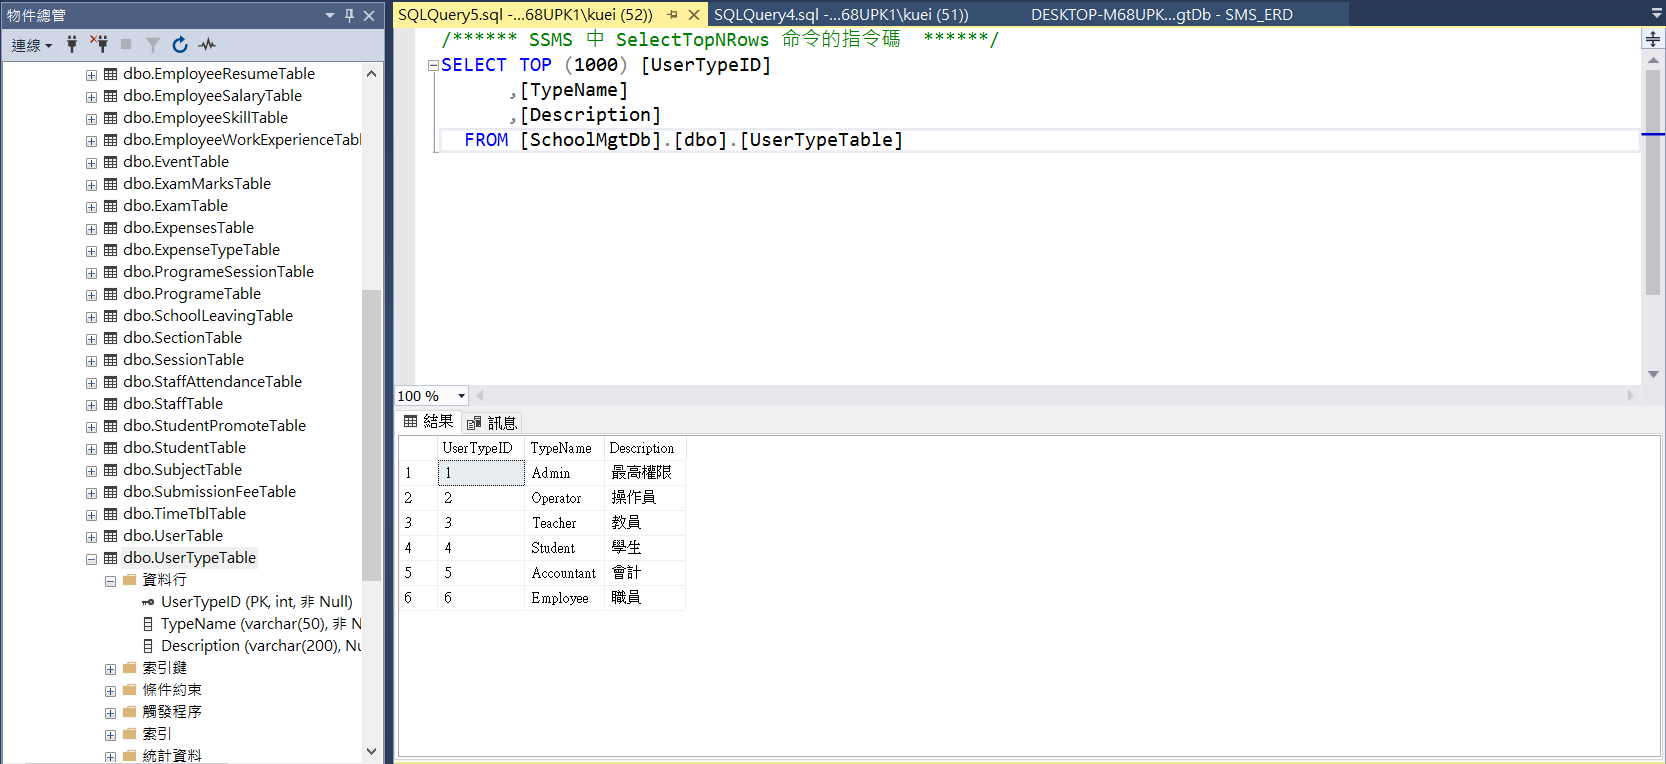 物件總管
連線
dbo.EmployeeResumeTable
dbo.EmployeeSalaryTable
dbo.EmployeeSkillTable
dbo.EmployeeWorkExperienceTabl
dbo.EventTable
dbo.ExamMarksTable
dbo.ExamTable
dbo.ExpensesTable
dbo.ExpenseTypeTable
dbo.ProgrameSessionTable
dbo.ProgrameTable
dbo.SchoolLeavingTable
dbo.SectionTable
dbo.SessionTable
dbo.StaffAttendanceTable
dbo.StaffTable
dbo.StudentPromoteTable
dbo.StudentTable
dbo.SubjectTable
dbo.SubmissionFeeTable
dbo.TimeTblTable
dbo.UserTable
dbo.UserTypeTable
資料行
UserTypeID (PK, int, 非 Null)
TypeName (varchar(50), 非 N
Description (varchar(200), Nu
索引鍵
條件約束
觸發程序
索引
統計資料
SQLQuery5.sql -...68UPK1\kuei (52)) SQLQuery4.sql -...68UPK1\kuei (51)) DESKTOP-M68UPK...gtDb - SMS_ERD
/****** SSMS 中 SelectTopNRows 命令的指令碼  ******/
SELECT TOP (1000) [UserTypeID]
,[TypeName]
,[Description]
FROM [SchoolMgtDb].[dbo].[UserTypeTable]
100 %
結果 訊息
UserTypeID TypeName Description
1 1 Admin 最高權限
2 2 Operator 操作員
3 3 Teacher 教員
4 4 Student 學生
5 5 Accountant 會計
6 6 Employee 職員